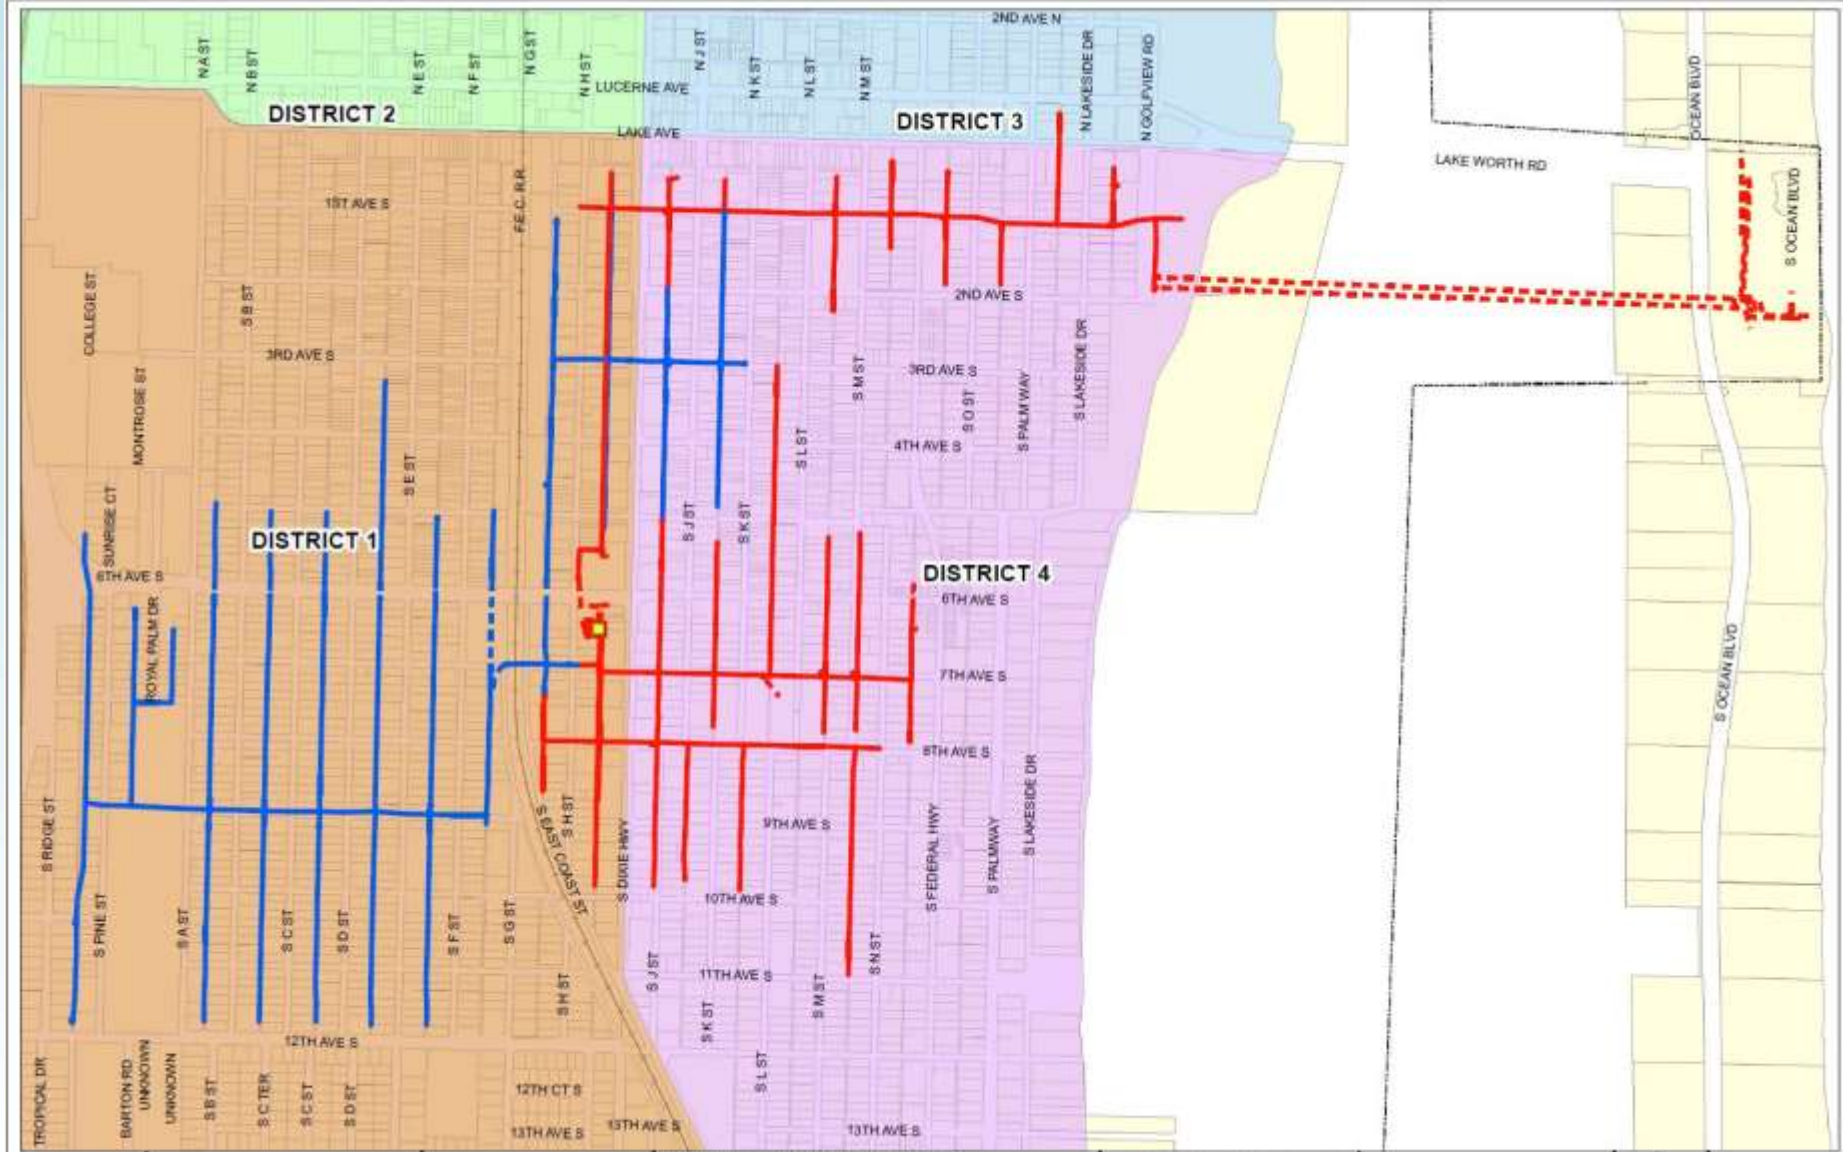 2ND AVE N
N A ST
N B ST
N E ST
N F ST
N G ST
N H ST
N J ST
N K ST
N L ST
N M ST
N LAKESIDE DR
N GOLFVIEW RD
OCEAN BLVD
LUCERNE AVE
DISTRICT 2
DISTRICT 3
LAKE AVE
LAKE WORTH RD
1ST AVE S
F.E.C. R.R.
S OCEAN BLVD
COLLEGE ST
S B ST
2ND AVE S
3RD AVE S
3RD AVE S
S M ST
S LAKESIDE DR
MONTROSE ST
S O ST
S PALM WAY
S L ST
4TH AVE S
S E ST
SUNRISE CT
S J ST
S K ST
DISTRICT 1
DISTRICT 4
6TH AVE S
6TH AVE S
ROYAL PALM DR
7TH AVE S
S OCEAN BLVD
8TH AVE S
S LAKESIDE DR
S RIDGE ST
S H ST
S EAST COAST ST
S DIXIE HWY
9TH AVE S
S FEDERAL HWY
S PALMWAY
10TH AVE S
S PINE ST
S A ST
S C ST
S D ST
S F ST
S G ST
S J ST
11TH AVE S
S N ST
S H ST
S K ST
S M ST
12TH AVE S
TROPICAL DR
BARTON RD
UNKNOWN
UNKNOWN
S B ST
S C TER
S C ST
S D ST
S L ST
12TH CT S
13TH AVE S
13TH AVE S
13TH AVE S